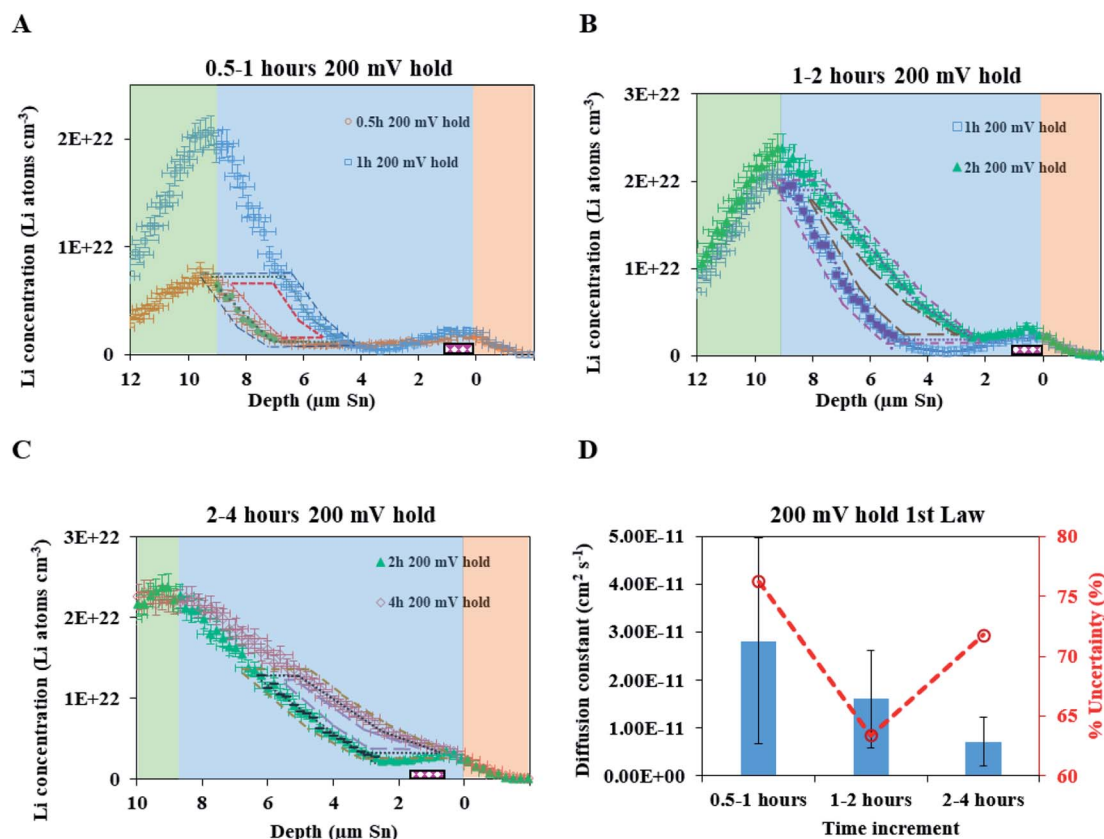 A
0.5-1 hours 200 mV hold
Li concentration (Li atoms cm⁻³)
2E+22
1E+22
0
0.5h 200 mV hold
1h 200 mV hold
12 10 8 6 4 2 0
Depth (µm Sn)
B
1-2 hours 200 mV hold
Li concentration (Li atoms cm⁻³)
3E+22
2E+22
1E+22
0
1h 200 mV hold
2h 200 mV hold
12 10 8 6 4 2 0
Depth (µm Sn)
C
2-4 hours 200 mV hold
Li concentration (Li atoms cm⁻³)
3E+22
2E+22
1E+22
0
2h 200 mV hold
4h 200 mV hold
10 8 6 4 2 0
Depth (µm Sn)
D
200 mV hold 1st Law
Diffusion constant (cm² s⁻¹)
5.00E-11
4.00E-11
3.00E-11
2.00E-11
1.00E-11
0.00E+00
80
75
70
65
60
% Uncertainty (%)
0.5-1 hours 1-2 hours 2-4 hours
Time increment